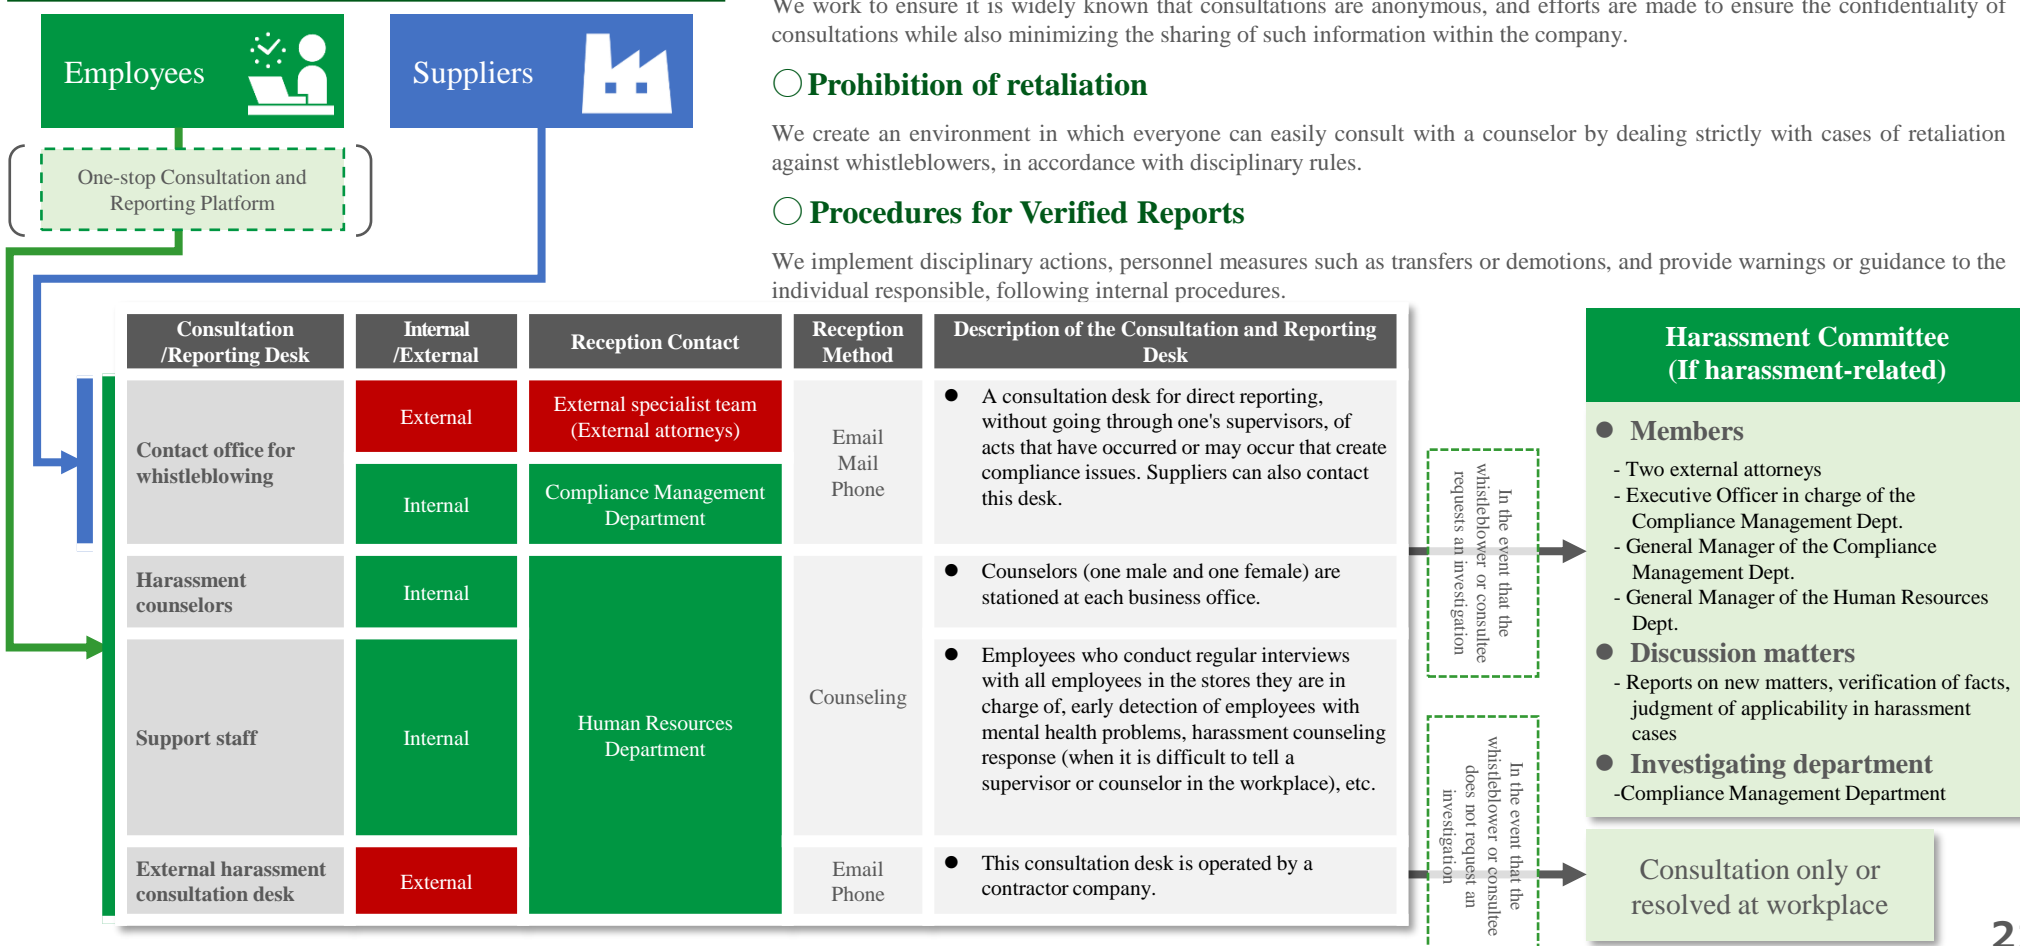 We work to ensure it is widely known that consultations are anonymous, and efforts are made to ensure the confidentiality of
consultations while also minimizing the sharing of such information within the company.
○Prohibition of retaliation
We create an environment in which everyone can easily consult with a counselor by dealing strictly with cases of retaliation
against whistleblowers, in accordance with disciplinary rules.
○Procedures for Verified Reports
We implement disciplinary actions, personnel measures such as transfers or demotions, and provide warnings or guidance to the
individual responsible, following internal procedures.
Employees
Suppliers
One-stop Consultation and
Reporting Platform
Consultation
/Reporting Desk
Internal
/External
Reception Contact
Reception
Method
Description of the Consultation and Reporting
Desk
Contact office for
whistleblowing
External
External specialist team
(External attorneys)
Internal
Compliance Management
Department
Email
Mail
Phone
● A consultation desk for direct reporting,
without going through one's supervisors, of
acts that have occurred or may occur that create
compliance issues. Suppliers can also contact
this desk.
Harassment
counselors
Internal
● Counselors (one male and one female) are
stationed at each business office.
Support staff
Internal
Human Resources
Department
Counseling
● Employees who conduct regular interviews
with all employees in the stores they are in
charge of, early detection of employees with
mental health problems, harassment counseling
response (when it is difficult to tell a
supervisor or counselor in the workplace), etc.
External harassment
consultation desk
External
Email
Phone
● This consultation desk is operated by a
contractor company.
In the event that the
whistleblower or consultee
requests an investigation
In the event that the
whistleblower or consultee
does not request an
investigation
Harassment Committee
(If harassment-related)
● Members
- Two external attorneys
- Executive Officer in charge of the
Compliance Management Dept.
- General Manager of the Compliance
Management Dept.
- General Manager of the Human Resources
Dept.
● Discussion matters
- Reports on new matters, verification of facts,
judgment of applicability in harassment
cases
● Investigating department
-Compliance Management Department
Consultation only or
resolved at workplace